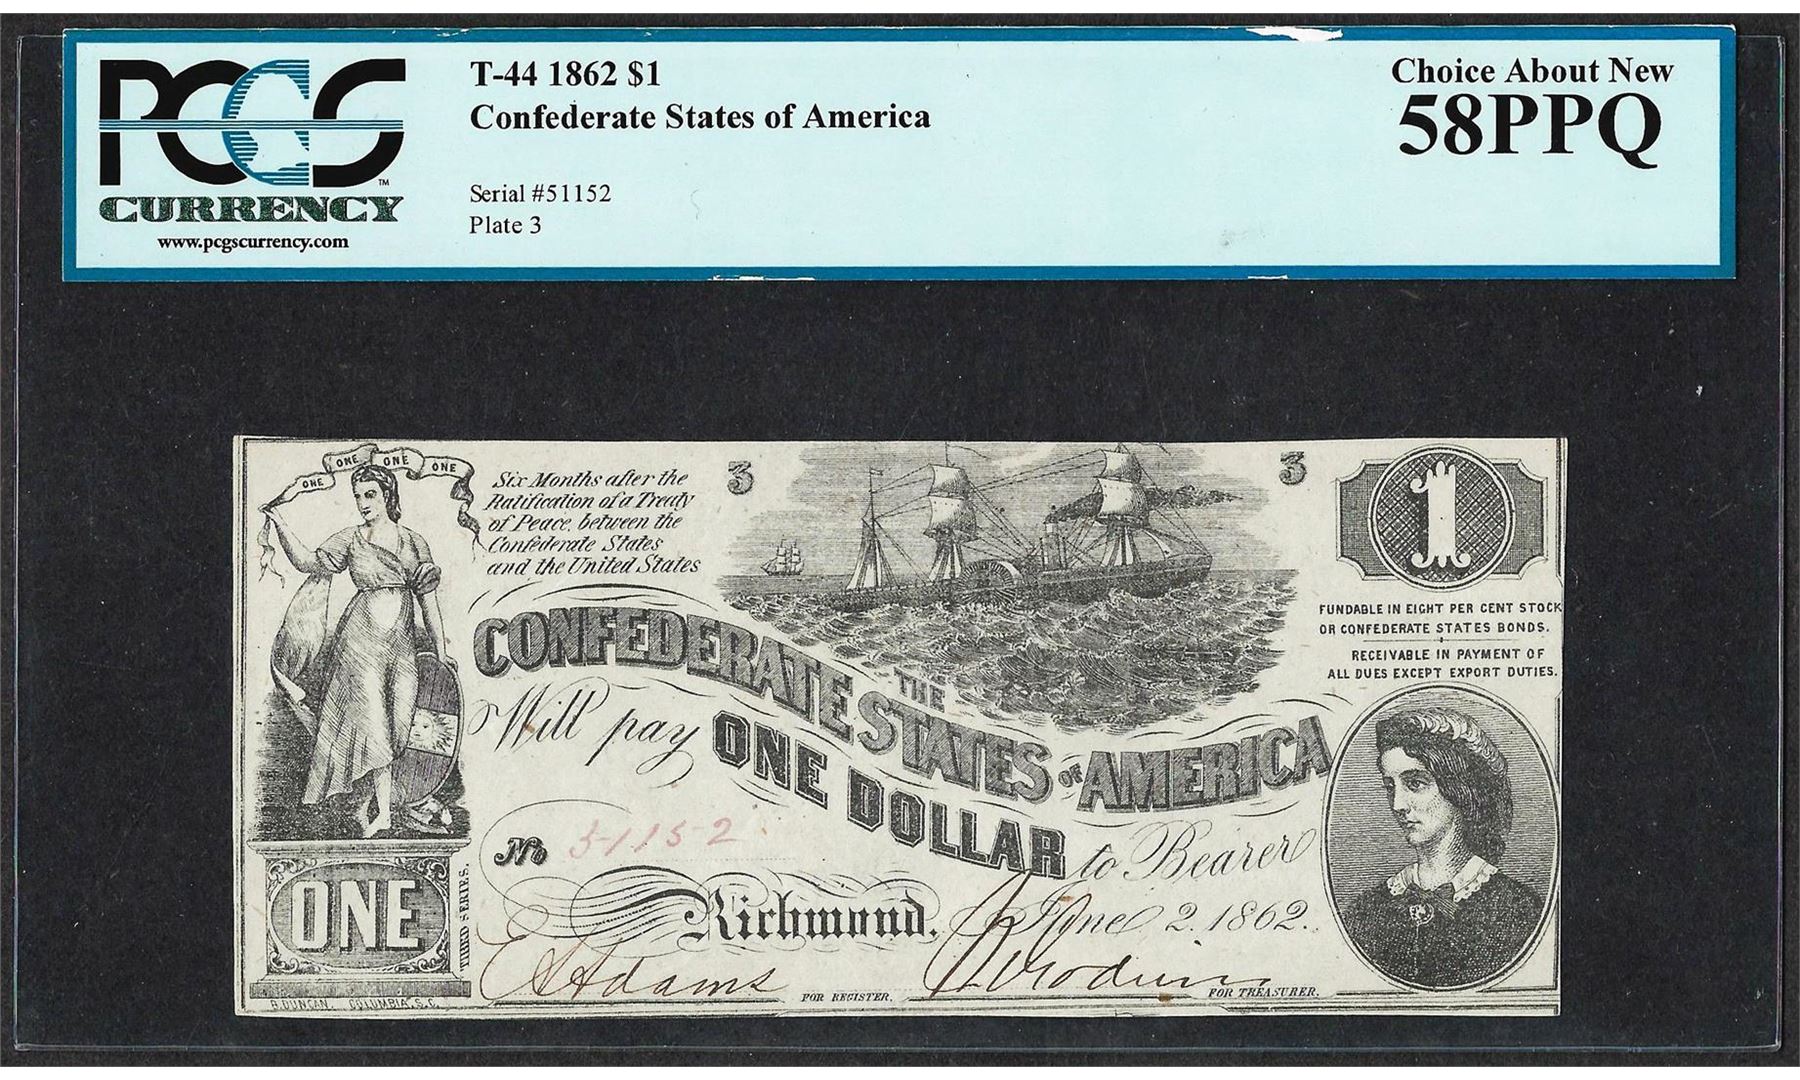 PCGS
CURRENCY
www.pcgscurrency.com
T-44 1862 $1
Confederate States of America
Serial #51152
Plate 3
Choice About New
58PPQ
ONE ONE ONE ONE
Six Months after the
Ratification of a Treaty
of Peace, between the
Confederate States
and the United States
3
3
1
FUNDABLE IN EIGHT PER CENT STOCK
OR CONFEDERATE STATES BONDS.
RECEIVABLE IN PAYMENT OF
ALL DUES EXCEPT EXPORT DUTIES.
THE
CONFEDERATE STATES OF AMERICA
Will pay ONE DOLLAR to Bearer
No 51152
Richmond, June 2. 1862.
ONE
THIRD SERIES.
Adams
FOR REGISTER.
FOR TREASURER.
B. DUNCAN. COLUMBIA, S.C.